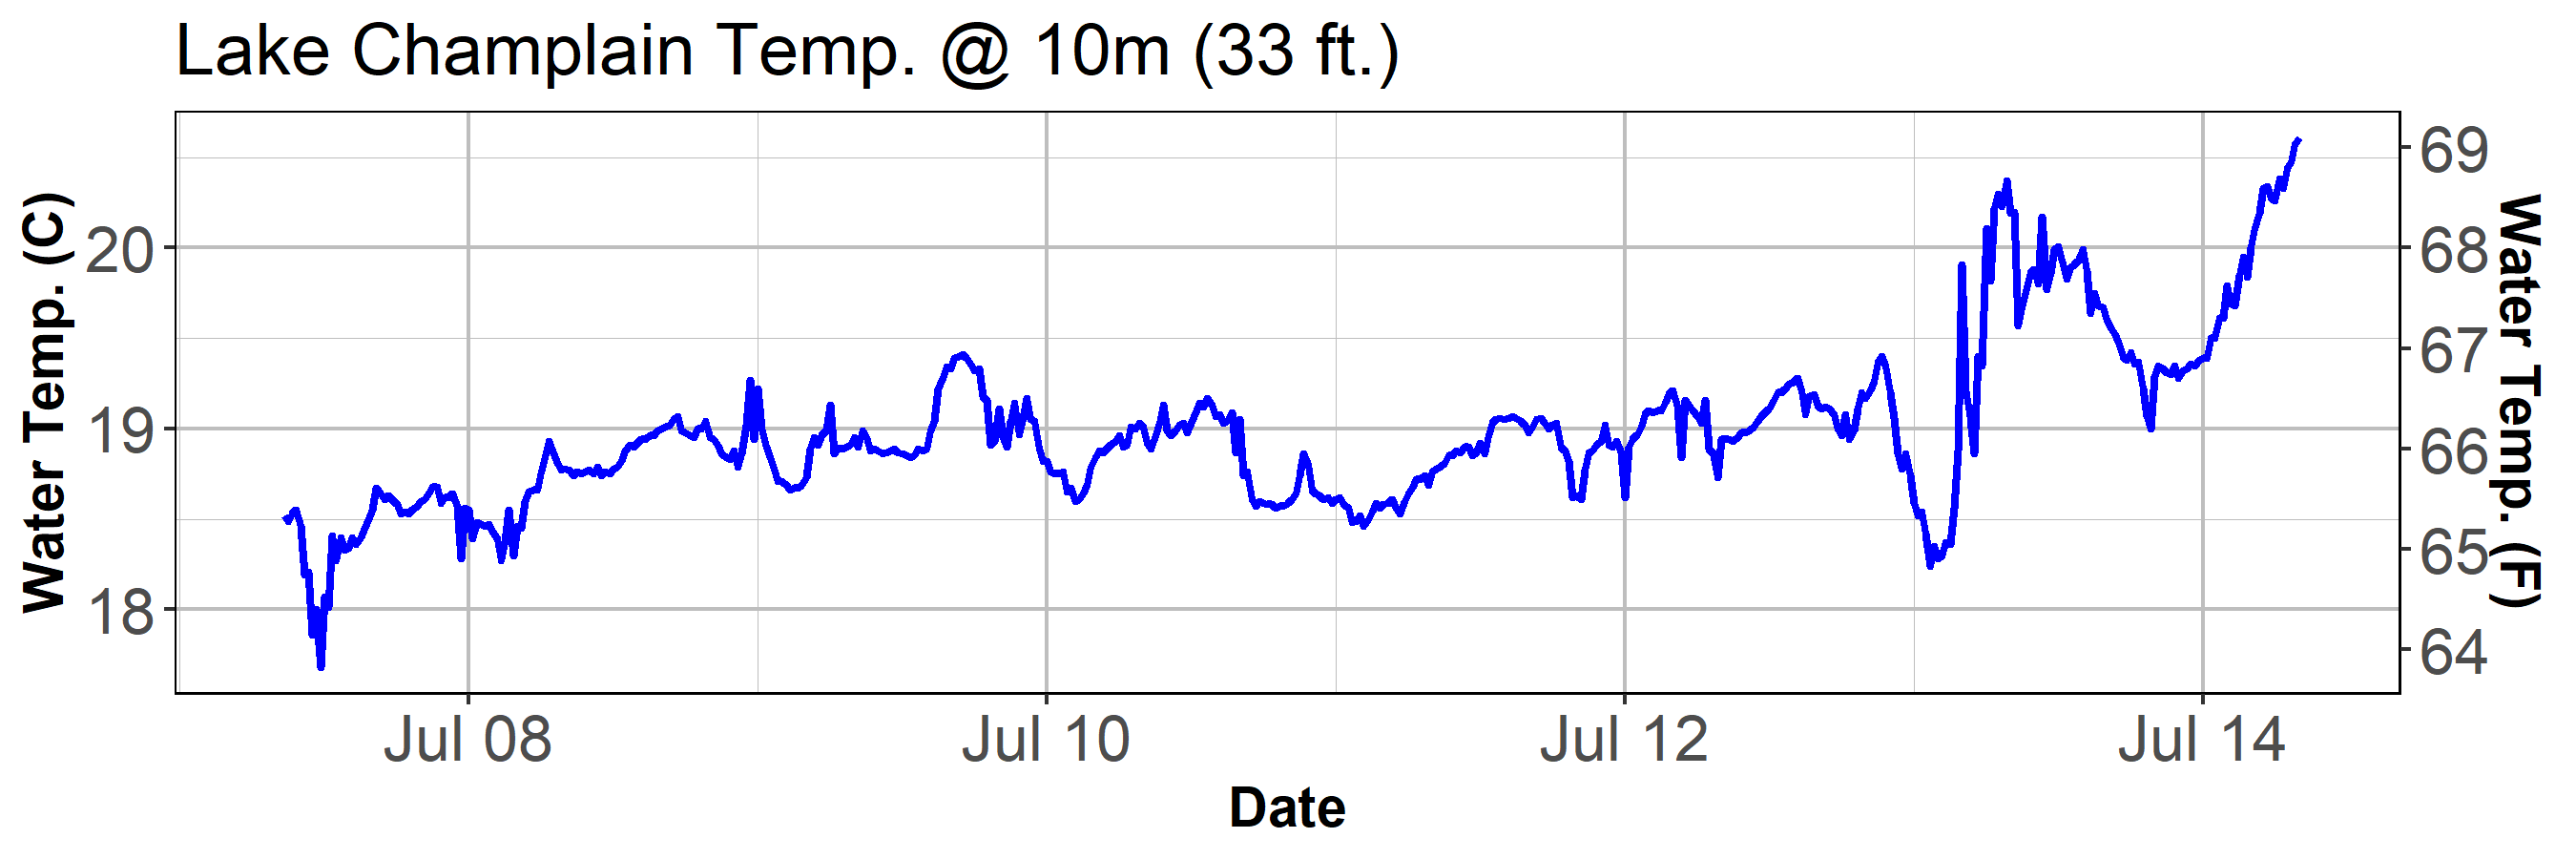 Lake Champlain Temp. @ 10m (33 ft.)
Water Temp. (C)
20
19
18
69
68
67
66
65
64
Water Temp. (F)
Jul 08 Jul 10 Jul 12 Jul 14
Date